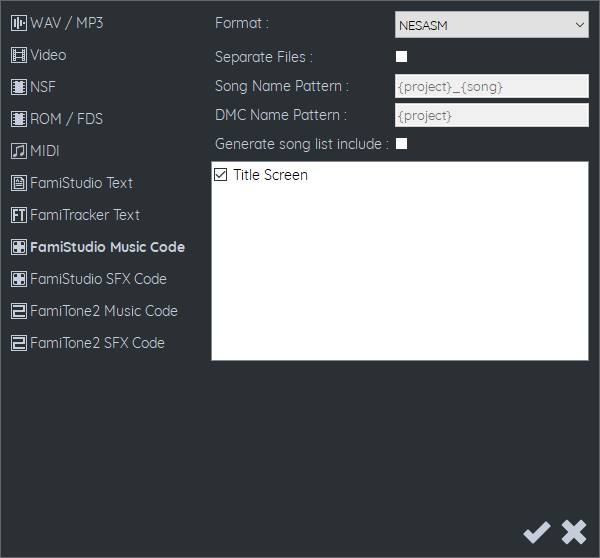 WAV / MP3
Video
NSF
ROM / FDS
MIDI
FamiStudio Text
FT FamiTracker Text
FamiStudio Music Code
FamiStudio SFX Code
FamiTone2 Music Code
FamiTone2 SFX Code
Format : NESASM
Separate Files :
Song Name Pattern : {project}_{song}
DMC Name Pattern : {project}
Generate song list include :
Title Screen